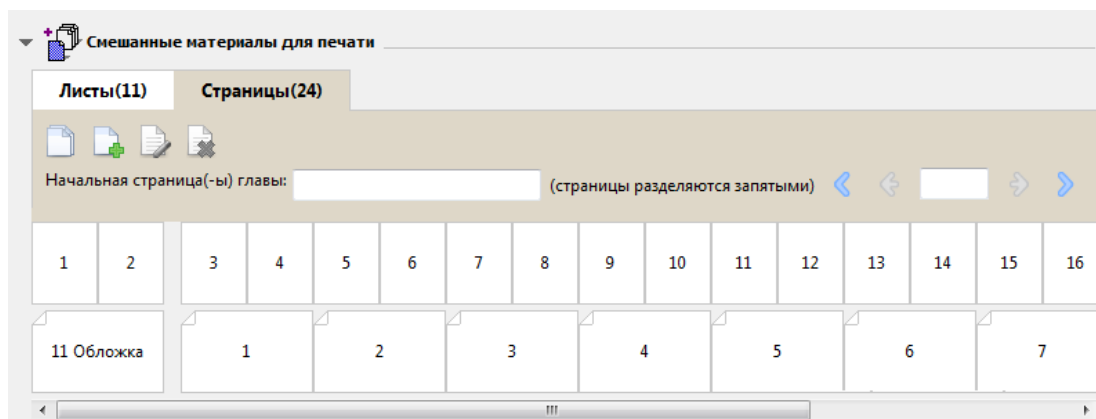 Смешанные материалы для печати
Листы(11) Страницы(24)
Начальная страница(-ы) главы: (страницы разделяются запятыми)
1 2 3 4 5 6 7 8 9 10 11 12 13 14 15 16
11 Обложка 1 2 3 4 5 6 7